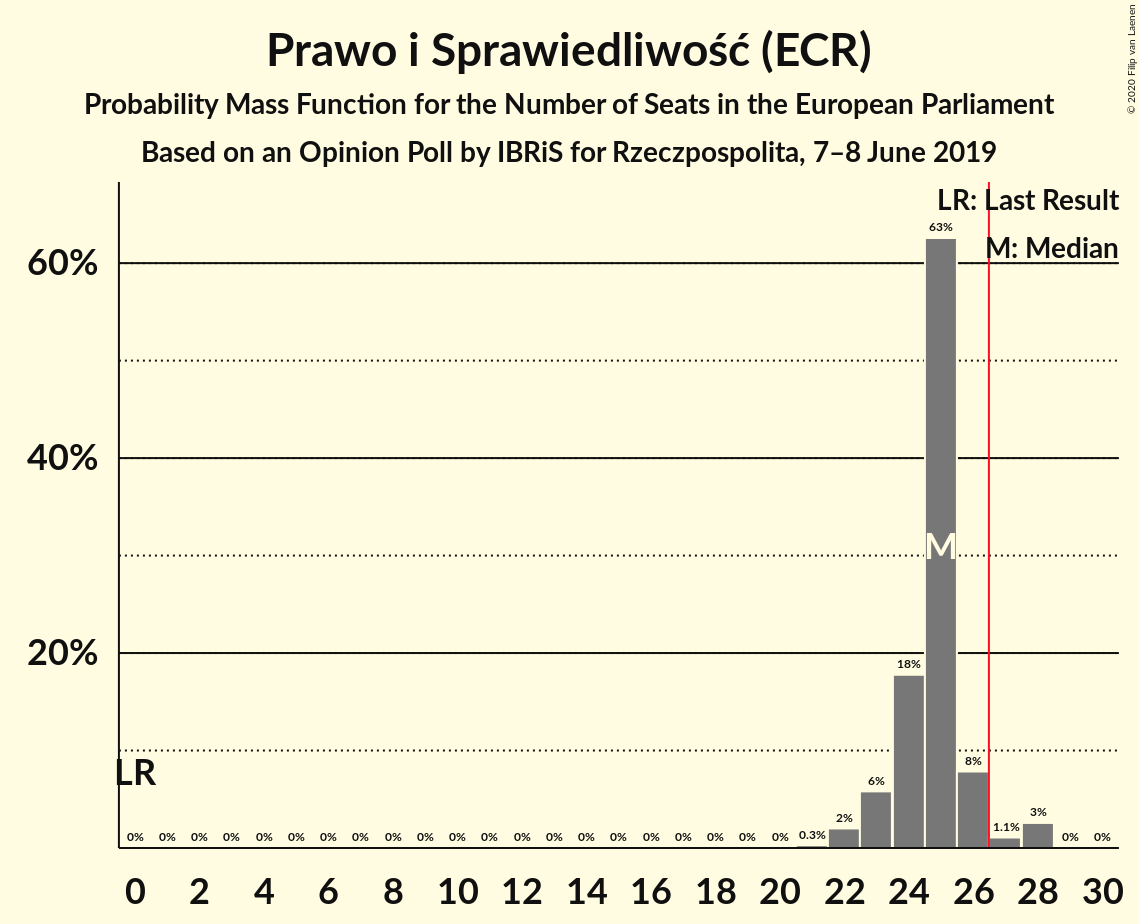 Prawo i Sprawiedliwość (ECR)
Probability Mass Function for the Number of Seats in the European Parliament
Based on an Opinion Poll by IBRiS for Rzeczpospolita, 7–8 June 2019
© 2020 Filip van Laenen
LR: Last Result
M: Median
63%
60%
40%
M
20%
18%
LR
8%
6%
3%
2%
1.1%
0% 0% 0% 0% 0% 0% 0% 0% 0% 0% 0% 0% 0% 0% 0% 0% 0% 0% 0% 0% 0% 0.3% 0% 0%
0 2 4 6 8 10 12 14 16 18 20 22 24 26 28 30